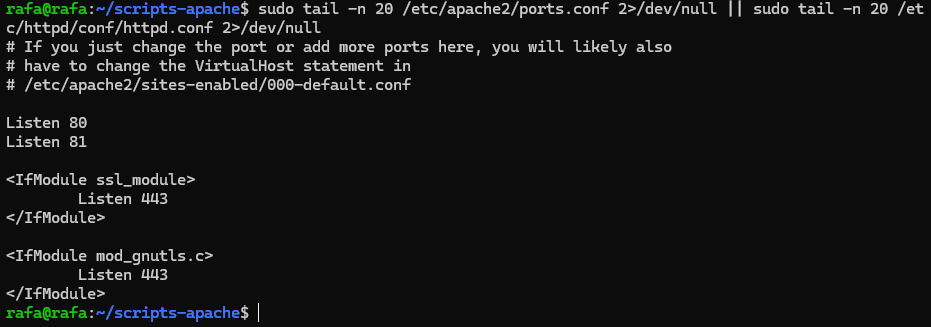 rafa@rafa:~/scripts-apache$ sudo tail -n 20 /etc/apache2/ports.conf 2>/dev/null || sudo tail -n 20 /et
c/httpd/conf/httpd.conf 2>/dev/null
# If you just change the port or add more ports here, you will likely also
# have to change the VirtualHost statement in
# /etc/apache2/sites-enabled/000-default.conf

Listen 80
Listen 81

<IfModule ssl_module>
        Listen 443
</IfModule>

<IfModule mod_gnutls.c>
        Listen 443
</IfModule>
rafa@rafa:~/scripts-apache$